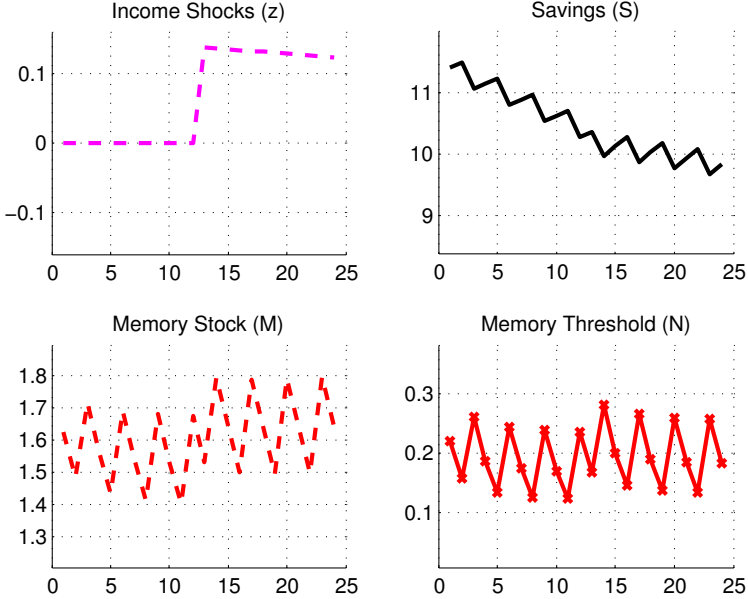 Income Shocks (z)
0.1
0
−0.1
0 5 10 15 20 25
Savings (S)
11
10
9
0 5 10 15 20 25
Memory Stock (M)
1.8
1.7
1.6
1.5
1.4
1.3
0 5 10 15 20 25
Memory Threshold (N)
0.3
0.2
0.1
0 5 10 15 20 25